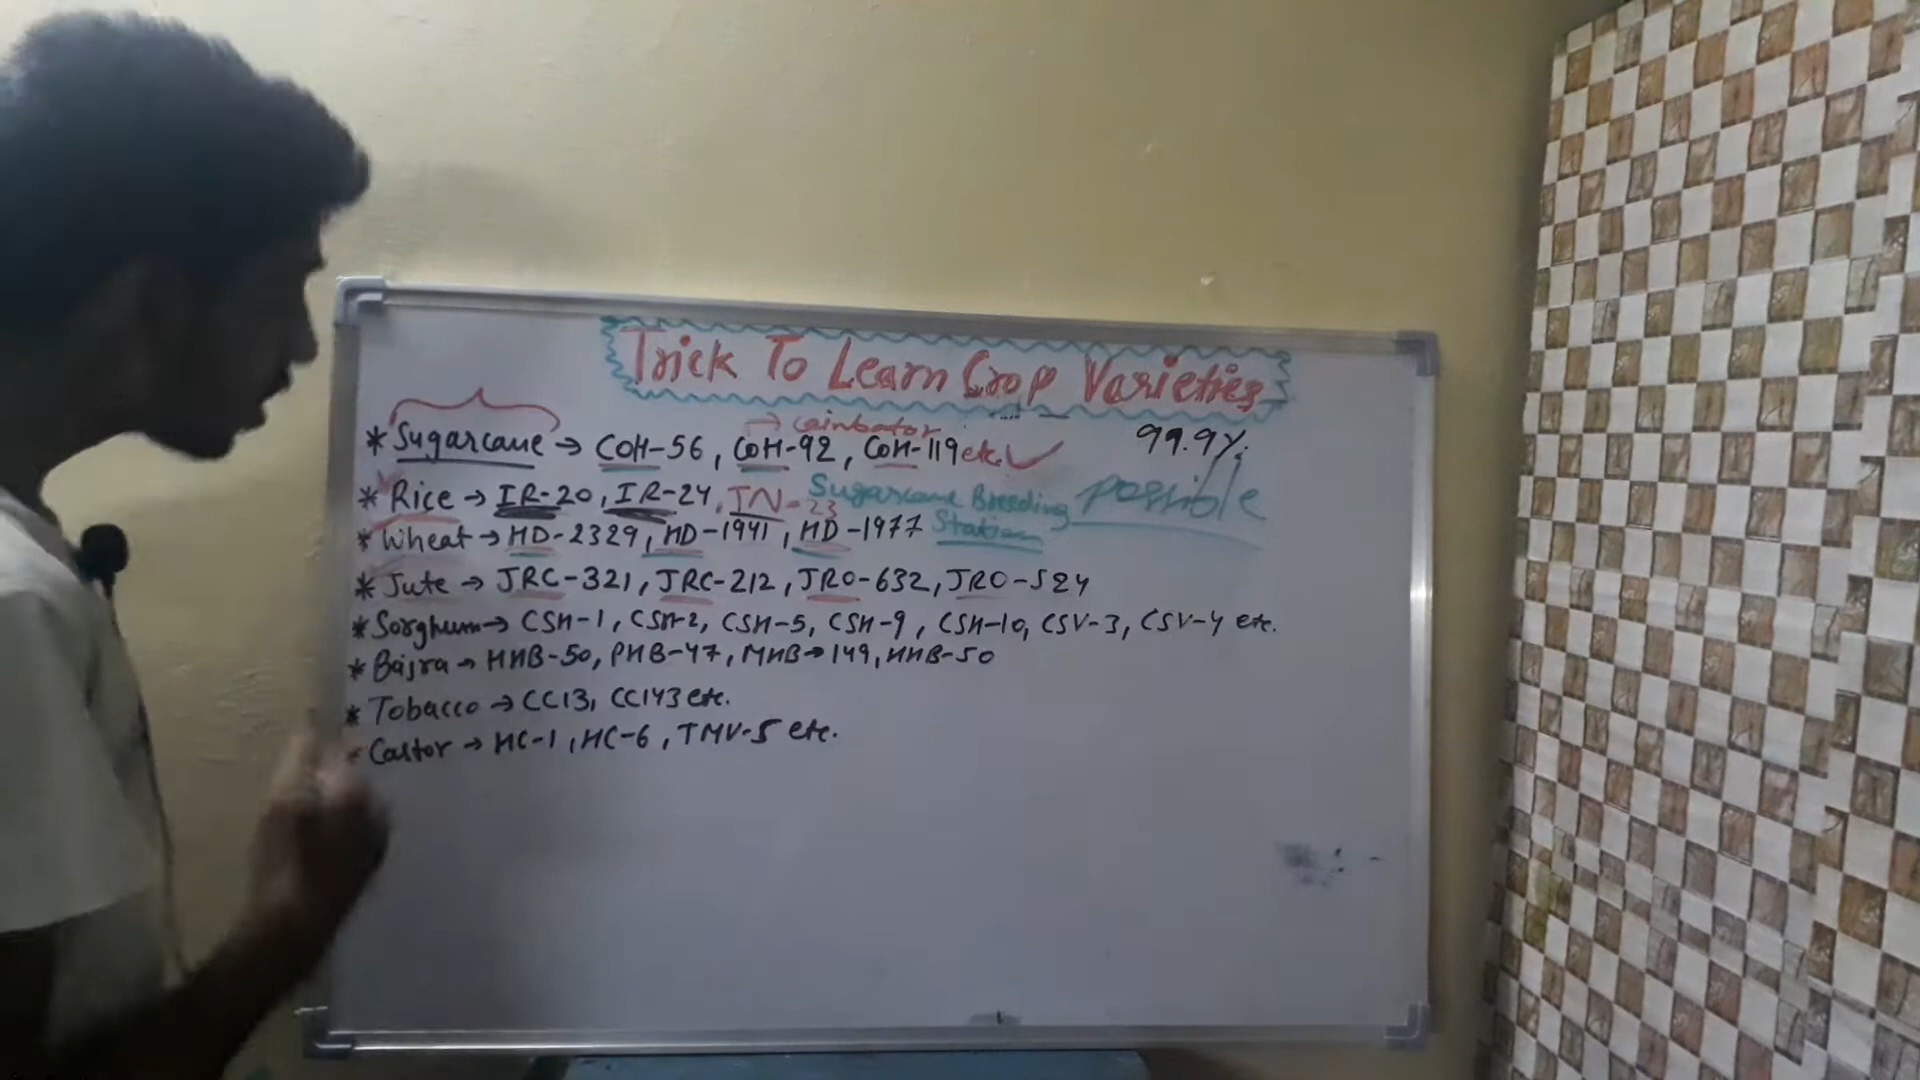 Trick To Learn Crop Varieties
→ coinbator
* Sugarcane → COH-56, COH-92, COH-119 etc. ✓ 99.9%
* Rice → IR-20, IR-24, TN-23 Sugarcane Breeding Station possible
* Wheat → HD-2329, HD-1941, HD-1977
* Jute → JRC-321, JRC-212, JRO-632, JRO-524
* Sorghum → CSH-1, CSH-2, CSH-5, CSH-9, CSH-10, CSV-3, CSV-4 etc.
* Bajra → HHB-50, PHB-47, MHB→149, HHB-50
* Tobacco → CC13, CC143 etc.
* Castor → HC-1, HC-6, TMV-5 etc.